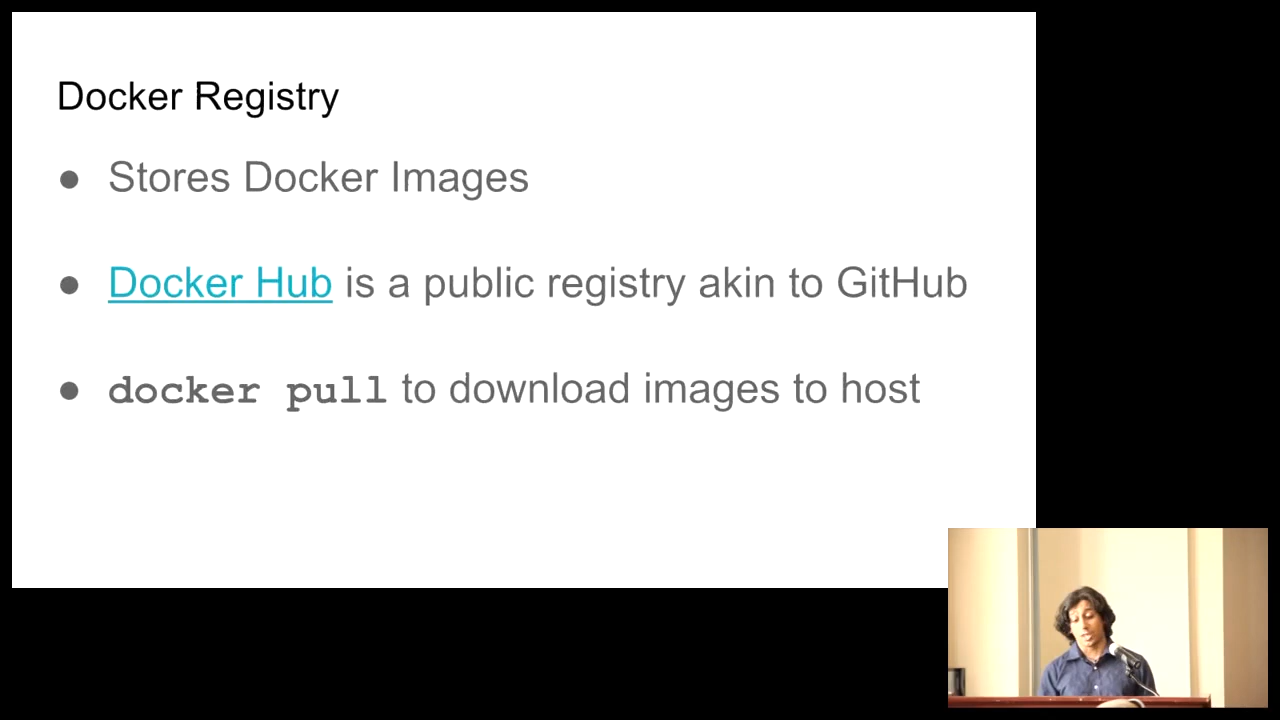 Docker Registry
● Stores Docker Images
● Docker Hub is a public registry akin to GitHub
● docker pull to download images to host